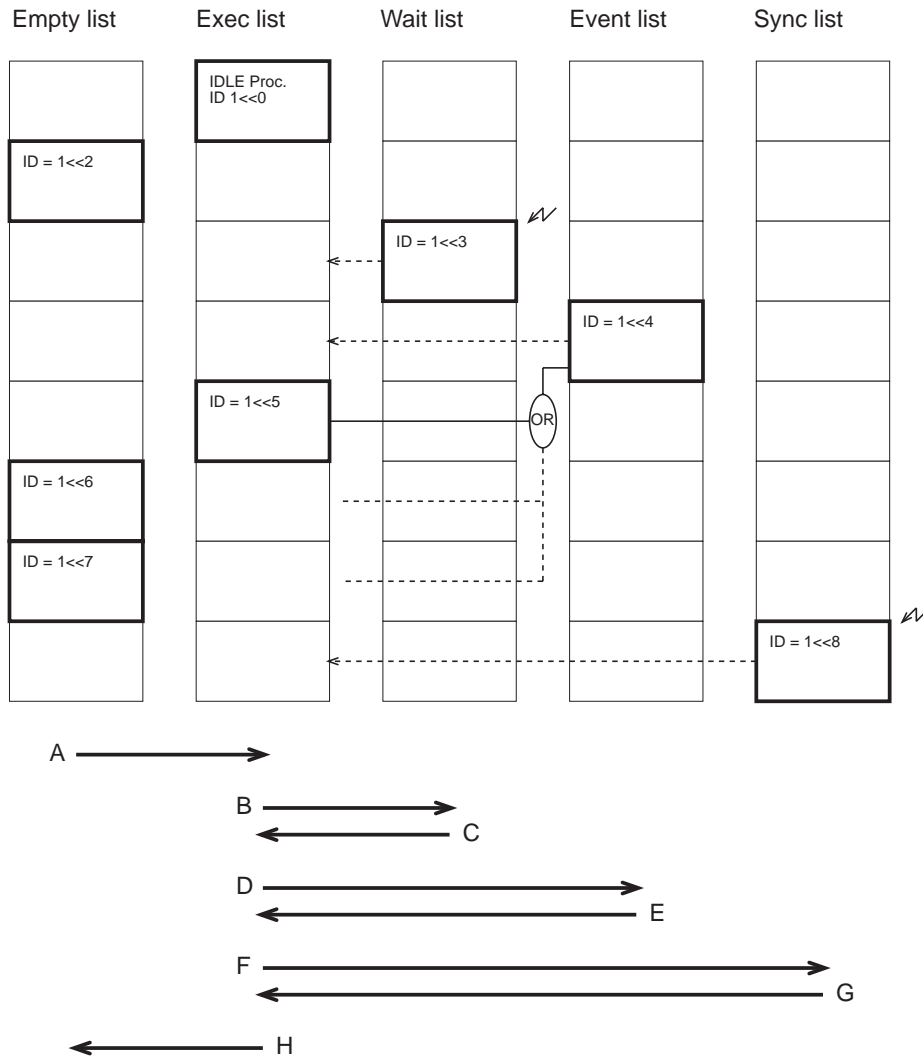 Empty list Exec list Wait list Event list Sync list
IDLE Proc.
ID 1<<0
ID = 1<<2
ID = 1<<3
ID = 1<<4
ID = 1<<5
OR
ID = 1<<6
ID = 1<<7
ID = 1<<8
A
B
C
D
E
F
G
H